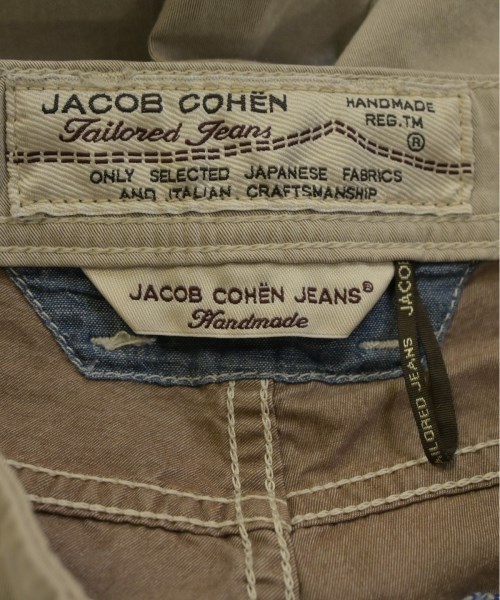 JACOB COHËN
Tailored Jeans
HANDMADE
REG.TM
®
ONLY SELECTED JAPANESE FABRICS
AND ITALIAN CRAFTSMANSHIP
JACOB COHËN JEANS®
Handmade
JACO
ILORED JEANS